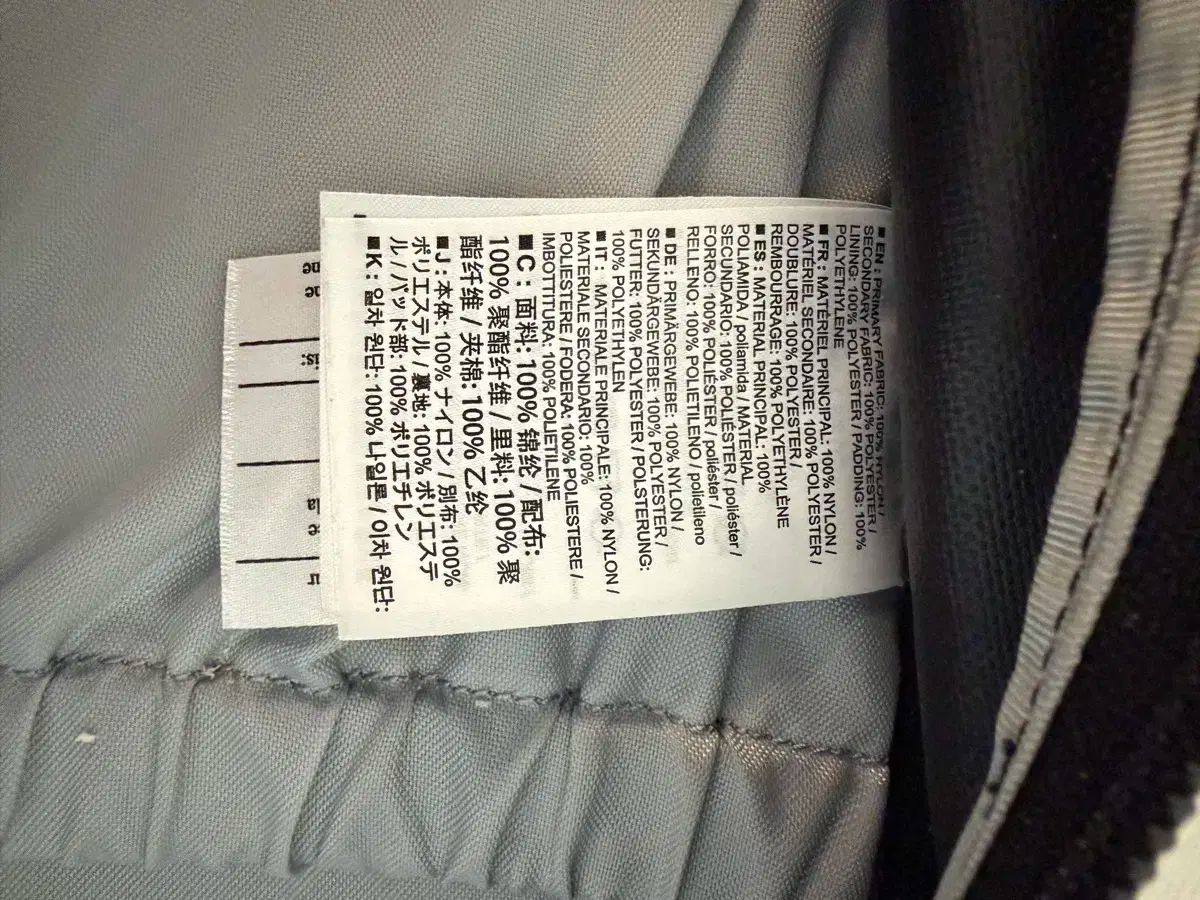 ■ EN : PRIMARY FABRIC: 100% NYLON /
SECONDARY FABRIC: 100% POLYESTER /
LINING: 100% POLYESTER / PADDING: 100%
POLYETHYLENE
■ FR : MATÉRIEL PRINCIPAL: 100% NYLON /
MATÉRIEL SECONDAIRE: 100% POLYESTER /
DOUBLURE: 100% POLYESTER /
REMBOURRAGE: 100% POLYETHYLÈNE
■ ES : MATERIAL PRINCIPAL: 100%
POLIAMIDA / poliamida / MATERIAL
SECUNDARIO: 100% POLIÉSTER / poliéster /
FORRO: 100% POLIÉSTER / poliéster /
RELLENO: 100% POLIETILENO / polietileno
■ DE : PRIMÄRGEWEBE: 100% NYLON /
SEKUNDÄRGEWEBE: 100% POLYESTER /
FUTTER: 100% POLYESTER / POLSTERUNG:
100% POLYETHYLEN
■ IT : MATERIALE PRINCIPALE: 100% NYLON /
MATERIALE SECONDARIO: 100%
POLIESTERE / FODERA: 100% POLIESTERE /
IMBOTTITURA: 100% POLIETILENE
■ C : 面料: 100% 锦纶 / 配布:
100% 聚酯纤维 / 里料: 100% 聚
酯纤维 / 夹棉: 100% 乙纶
■ J : 本体: 100% ナイロン / 別布: 100%
ポリエステル / 裏地: 100% ポリエステ
ル / パッド部: 100% ポリエチレン
■ K : 일차 원단: 100% 나일론 / 이차 원단: